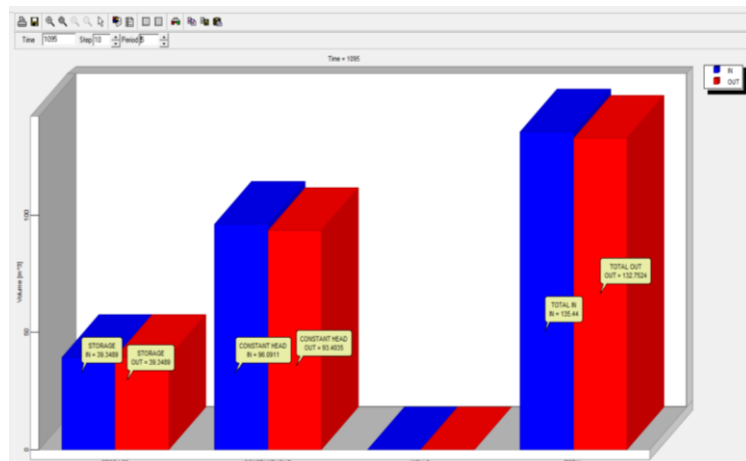 Time 1095 Step 10 Period 5
Time = 1095
IN
OUT
Volume [m^3]
100
50
0
STORAGE
IN = 39.3489
STORAGE
OUT = 39.3489
CONSTANT HEAD
IN = 96.0911
CONSTANT HEAD
OUT = 93.4035
TOTAL IN
IN = 135.44
TOTAL OUT
OUT = 132.7524